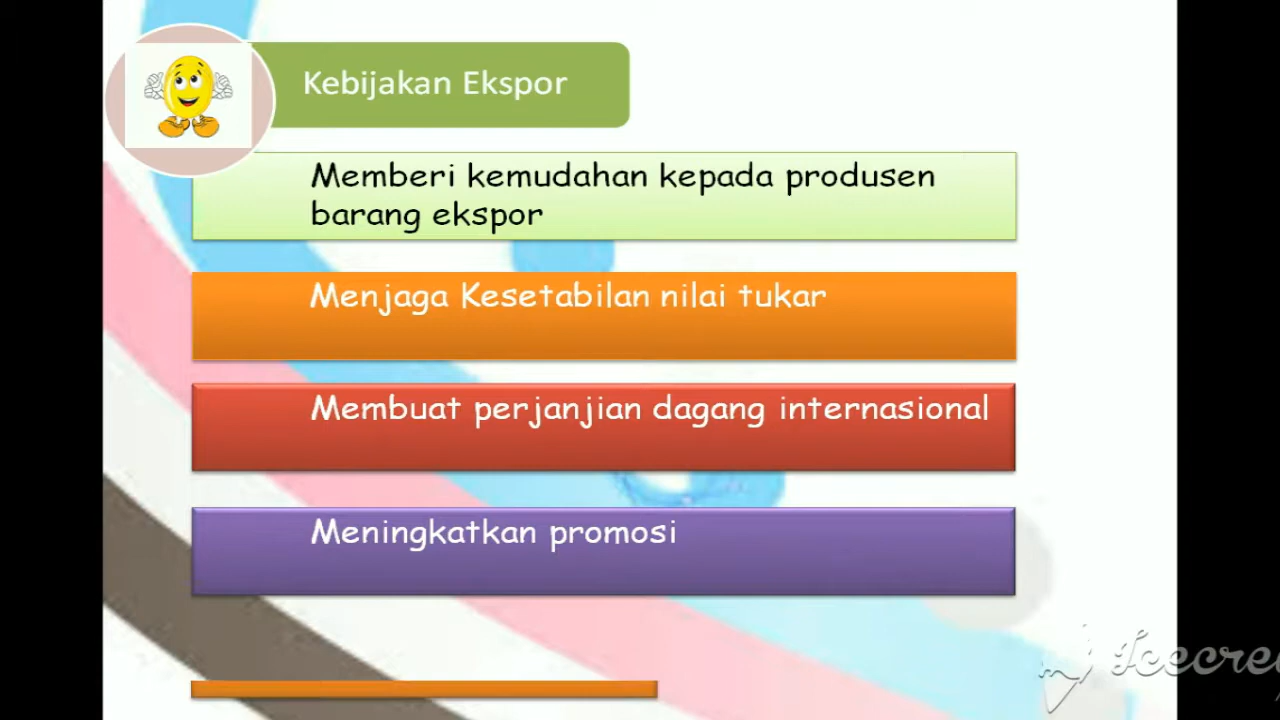 Kebijakan Ekspor
Memberi kemudahan kepada produsen
barang ekspor
Menjaga Kesetabilan nilai tukar
Membuat perjanjian dagang internasional
Meningkatkan promosi